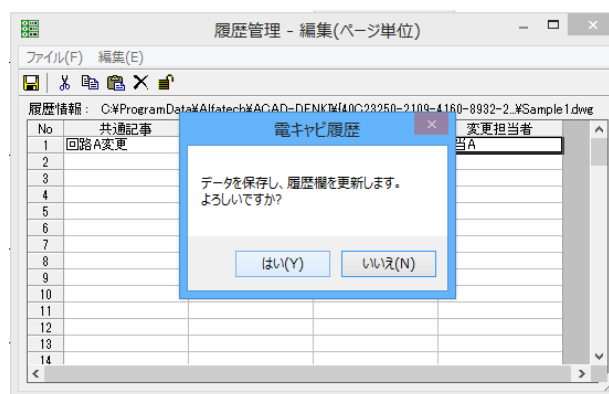 履歴管理 - 編集(ページ単位)
ファイル(F) 編集(E)
履歴情報: C:¥ProgramData¥Alfatech¥ACAD-DENKI¥{40C23250-2109-4160-8932-2..¥Sample1.dwg
No 共通記事 変更担当者
1 回路A変更 当A
2
3
4
5
6
7
8
9
10
11
12
13
14
電キャビ履歴
データを保存し、履歴欄を更新します。
よろしいですか?
はい(Y) いいえ(N)